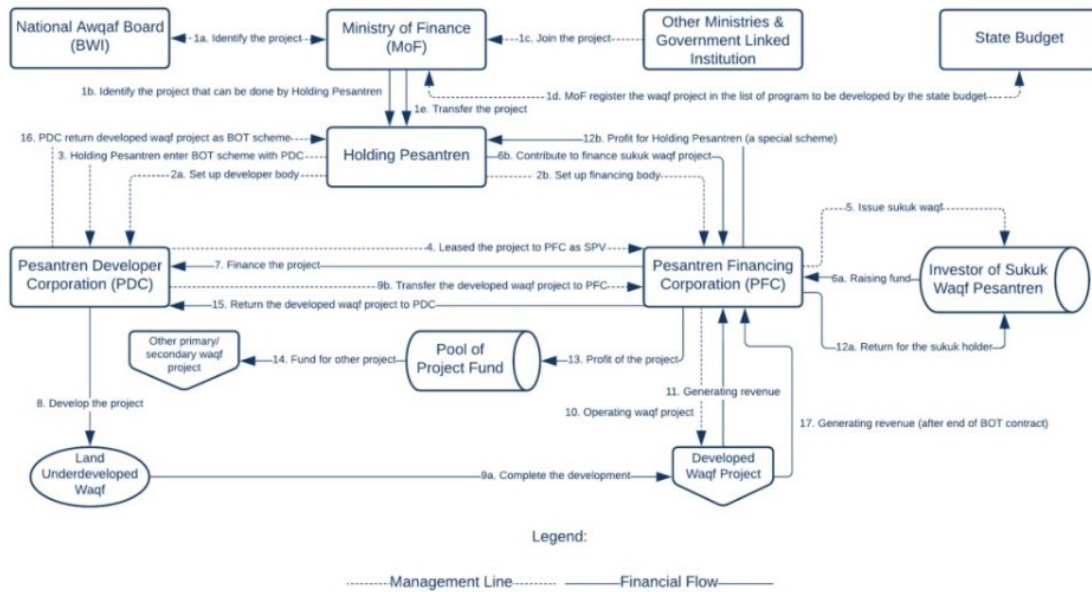 National Awqaf Board
(BWI)
1a. Identify the project
Ministry of Finance
(MoF)
1c. Join the project
Other Ministries &
Government Linked
Institution
State Budget
1b. Identify the project that can be done by Holding Pesantren
1d. MoF register the waqf project in the list of program to be developed by the state budget
1e. Transfer the project
16. PDC return developed waqf project as BOT scheme
12b. Profit for Holding Pesantren (a special scheme)
3. Holding Pesantren enter BOT scheme with PDC
Holding Pesantren
6b. Contribute to finance sukuk waqf project
2a. Set up developer body
2b. Set up financing body
5. Issue sukuk waqf
4. Leased the project to PFC as SPV
Pesantren Developer
Corporation (PDC)
7. Finance the project
Pesantren Financing
Corporation (PFC)
6a. Raising fund
Investor of Sukuk
Waqf Pesantren
9b. Transfer the developed waqf project to PFC
15. Return the developed waqf project to PDC
Other primary/
secondary waqf
project
14. Fund for other project
Pool of
Project Fund
13. Profit of the project
12a. Return for the sukuk holder
11. Generating revenue
8. Develop the project
10. Operating waqf project
17. Generating revenue (after end of BOT contract)
Land
Underdeveloped
Waqf
9a. Complete the development
Developed
Waqf Project
Legend:
Management Line
Financial Flow